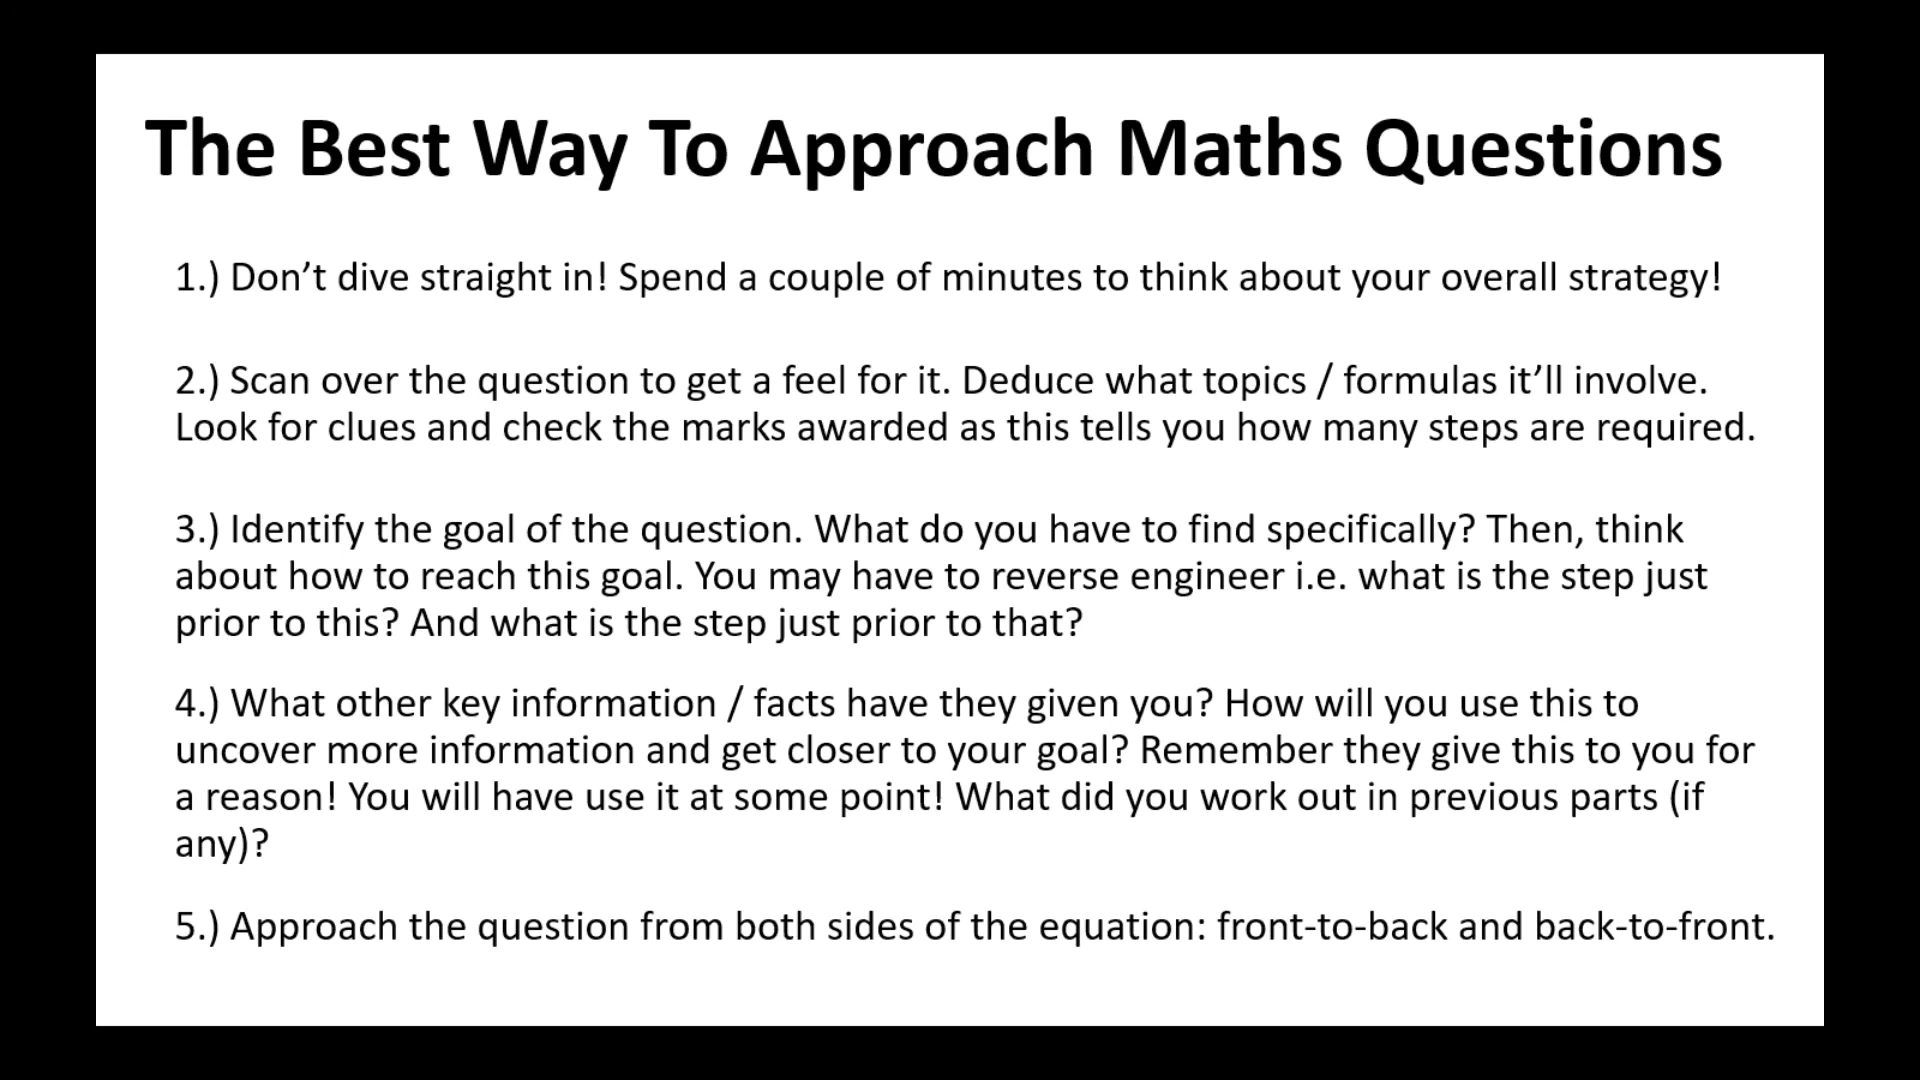 The Best Way To Approach Maths Questions
1.) Don’t dive straight in! Spend a couple of minutes to think about your overall strategy!
2.) Scan over the question to get a feel for it. Deduce what topics / formulas it’ll involve.
Look for clues and check the marks awarded as this tells you how many steps are required.
3.) Identify the goal of the question. What do you have to find specifically? Then, think
about how to reach this goal. You may have to reverse engineer i.e. what is the step just
prior to this? And what is the step just prior to that?
4.) What other key information / facts have they given you? How will you use this to
uncover more information and get closer to your goal? Remember they give this to you for
a reason! You will have use it at some point! What did you work out in previous parts (if
any)?
5.) Approach the question from both sides of the equation: front-to-back and back-to-front.